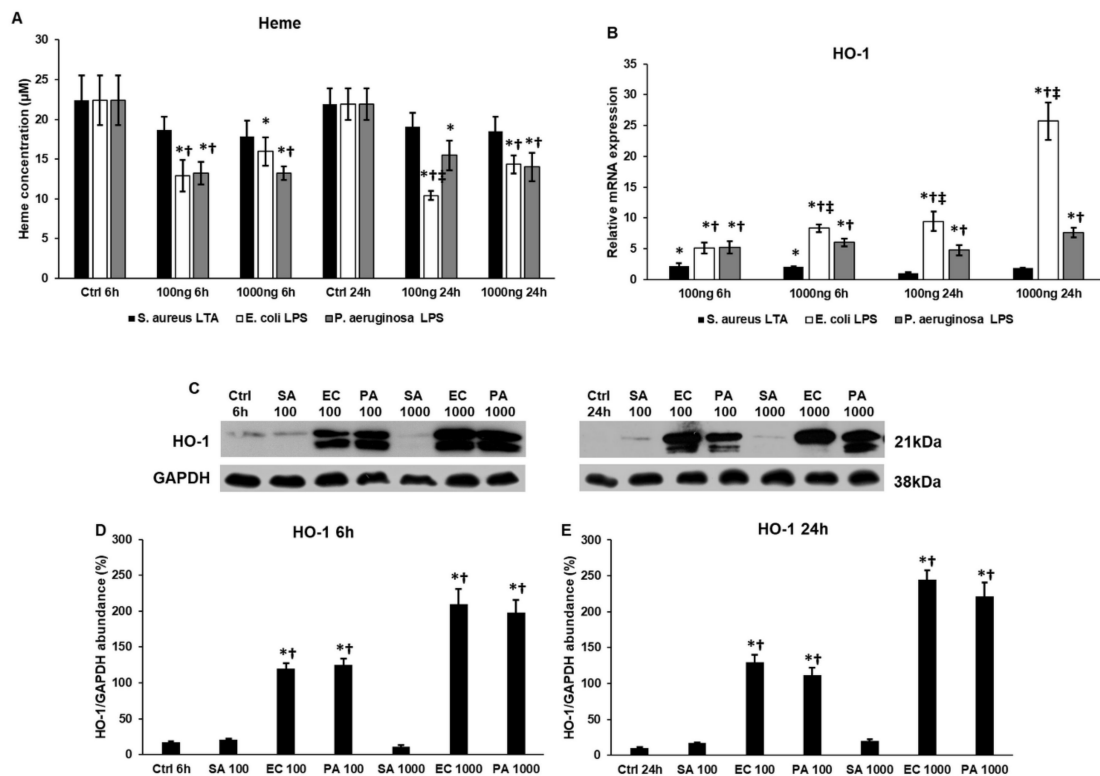 A
Heme
Heme concentration (µM)
30
25
20
15
10
5
0
*†
*†
*
*†
*†‡
*
*†
*†
Ctrl 6h 100ng 6h 1000ng 6h Ctrl 24h 100ng 24h 1000ng 24h
S. aureus LTA E. coli LPS P. aeruginosa LPS
B
HO-1
Relative mRNA expression
35
30
25
20
15
10
5
0
*
*†
*†
*
*†‡
*†
*†‡
*†
*†‡
*†
100ng 6h 1000ng 6h 100ng 24h 1000ng 24h
S. aureus LTA E. coli LPS P. aeruginosa LPS
C
Ctrl SA EC PA SA EC PA
6h 100 100 100 1000 1000 1000
Ctrl SA EC PA SA EC PA
24h 100 100 100 1000 1000 1000
HO-1
21kDa
GAPDH
38kDa
D
HO-1 6h
HO-1/GAPDH abundance (%)
300
250
200
150
100
50
0
*†
*†
*†
*†
Ctrl 6h SA 100 EC 100 PA 100 SA 1000 EC 1000 PA 1000
E
HO-1 24h
HO-1/GAPDH abundance (%)
300
250
200
150
100
50
0
*†
*†
*†
*†
Ctrl 24h SA 100 EC 100 PA 100 SA 1000 EC 1000 PA 1000